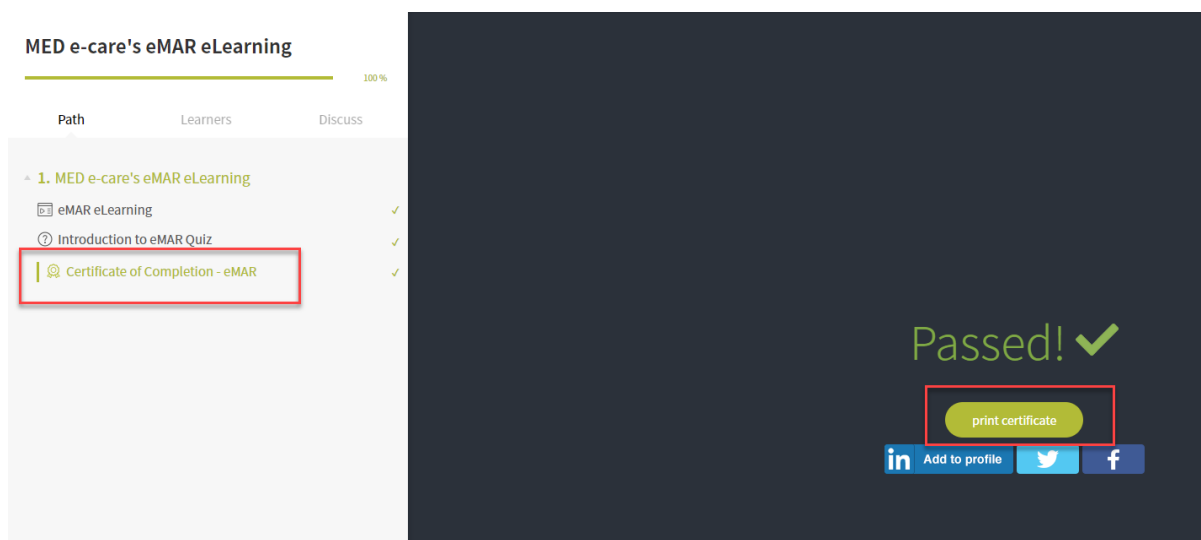 MED e-care's eMAR eLearning
100 %
Path Learners Discuss
1. MED e-care's eMAR eLearning
eMAR eLearning
Introduction to eMAR Quiz
Certificate of Completion - eMAR
Passed!
print certificate
in Add to profile